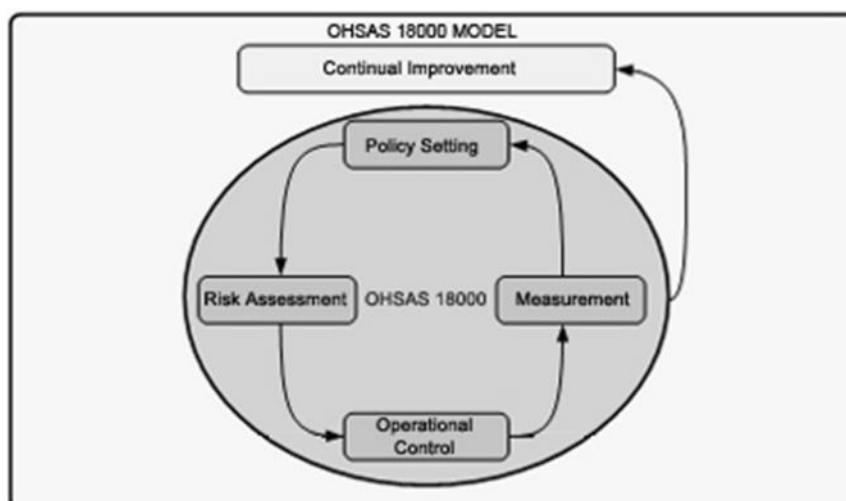 OHSAS 18000 MODEL
Continual Improvement
Policy Setting
Risk Assessment
OHSAS 18000
Measurement
Operational
Control